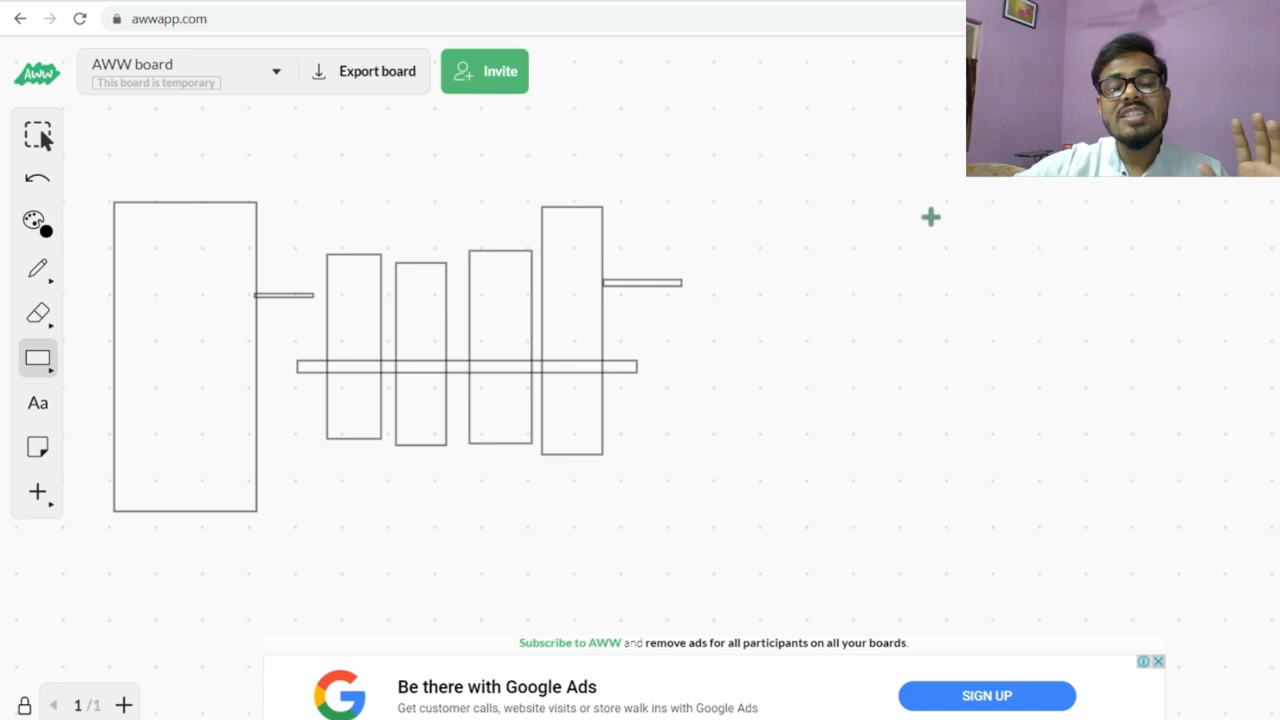 awwapp.com
AWW
AWW board
This board is temporary
Export board
Invite
Aa
Subscribe to AWW and remove ads for all participants on all your boards.
Be there with Google Ads
Get customer calls, website visits or store walk ins with Google Ads
SIGN UP
1 /1